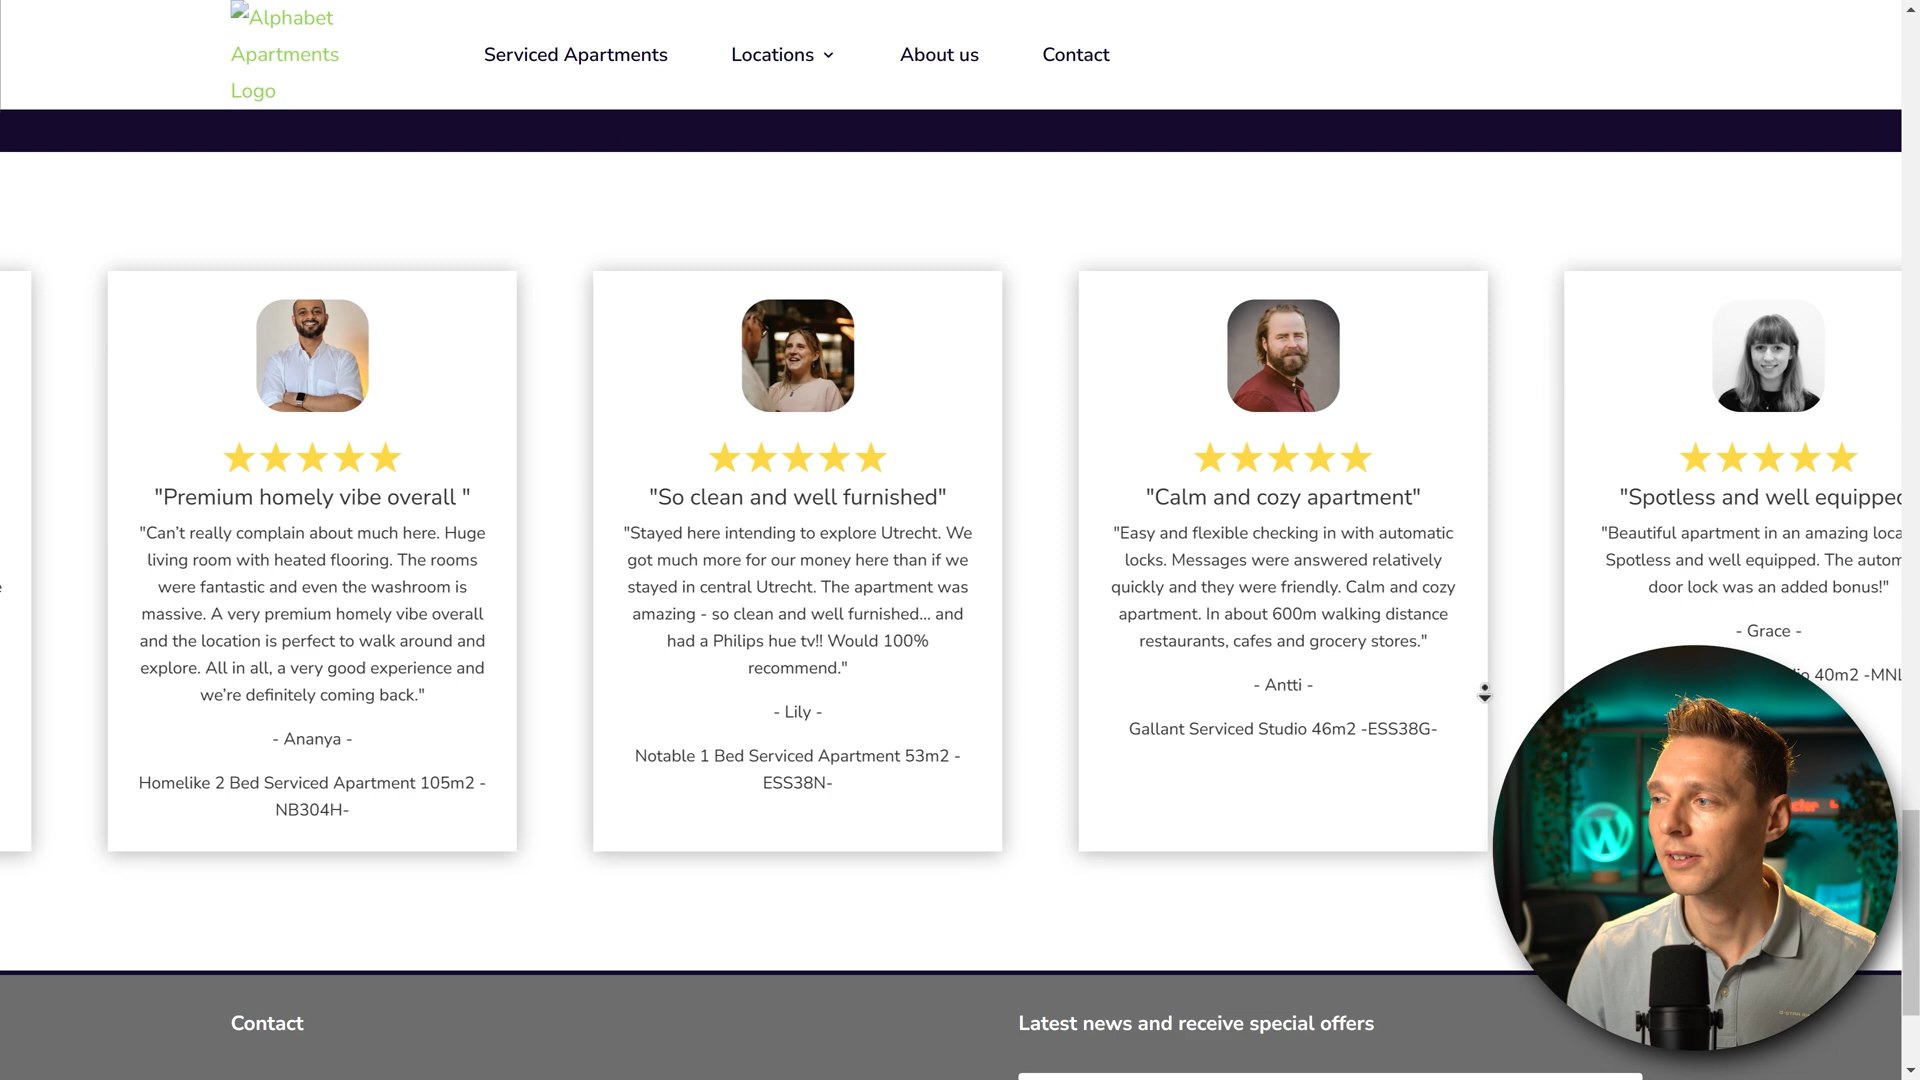 Alphabet
Apartments
Logo
Serviced Apartments
Locations
About us
Contact
"Premium homely vibe overall "
"Can't really complain about much here. Huge
living room with heated flooring. The rooms
were fantastic and even the washroom is
massive. A very premium homely vibe overall
and the location is perfect to walk around and
explore. All in all, a very good experience and
we're definitely coming back."
- Ananya -
Homelike 2 Bed Serviced Apartment 105m2 -
NB304H-
"So clean and well furnished"
"Stayed here intending to explore Utrecht. We
got much more for our money here than if we
stayed in central Utrecht. The apartment was
amazing - so clean and well furnished... and
had a Philips hue tv!! Would 100%
recommend."
- Lily -
Notable 1 Bed Serviced Apartment 53m2 -
ESS38N-
"Calm and cozy apartment"
"Easy and flexible checking in with automatic
locks. Messages were answered relatively
quickly and they were friendly. Calm and cozy
apartment. In about 600m walking distance
restaurants, cafes and grocery stores."
- Antti -
Gallant Serviced Studio 46m2 -ESS38G-
"Spotless and well equipped
"Beautiful apartment in an amazing loca
Spotless and well equipped. The autom
door lock was an added bonus!"
- Grace -
40m2 -MNL
Contact
Latest news and receive special offers